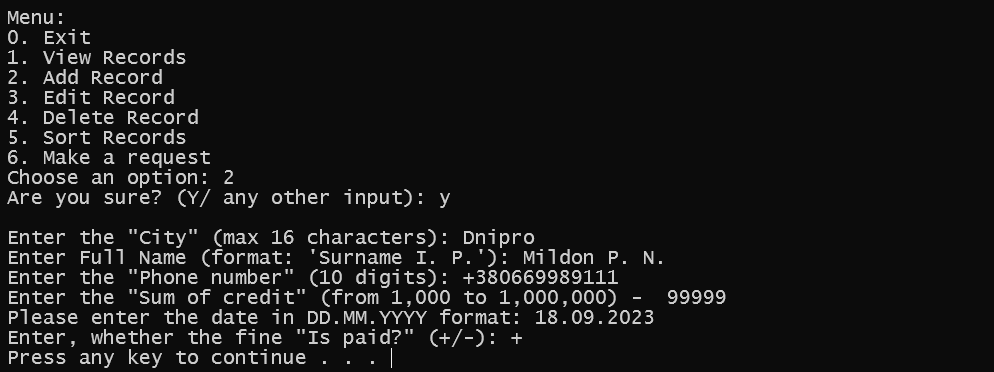 Menu:
0. Exit
1. View Records
2. Add Record
3. Edit Record
4. Delete Record
5. Sort Records
6. Make a request
Choose an option: 2
Are you sure? (Y/ any other input): y
Enter the "City" (max 16 characters): Dnipro
Enter Full Name (format: 'Surname I. P.'): Mildon P. N.
Enter the "Phone number" (10 digits): +380669989111
Enter the "Sum of credit" (from 1,000 to 1,000,000) -  99999
Please enter the date in DD.MM.YYYY format: 18.09.2023
Enter, whether the fine "Is paid?" (+/-): +
Press any key to continue . . .